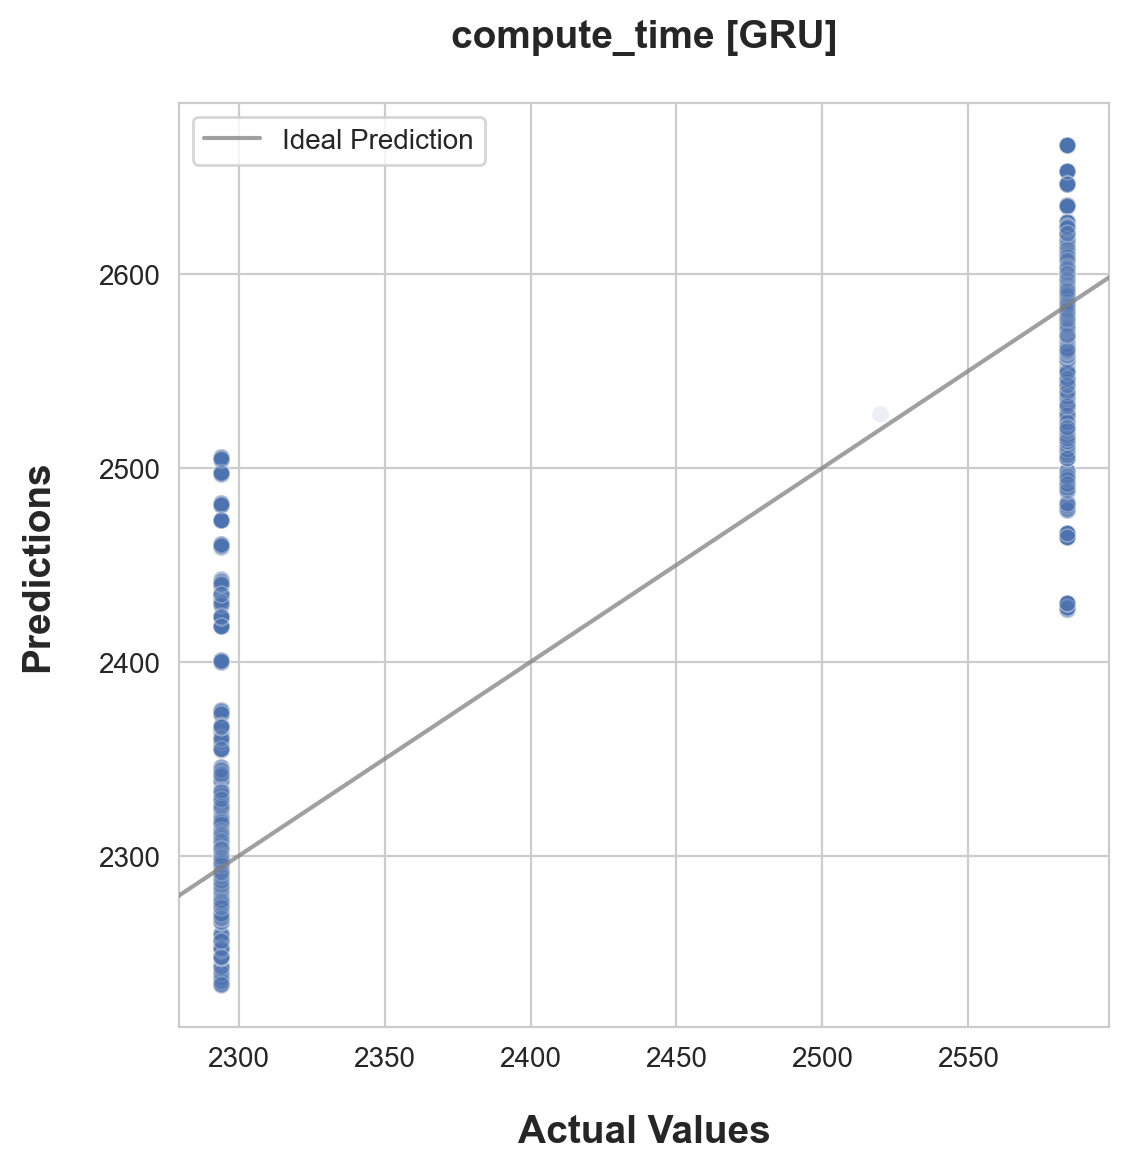 compute_time [GRU]
Ideal Prediction
2600
2500
2400
2300
Predictions
2300 2350 2400 2450 2500 2550
Actual Values